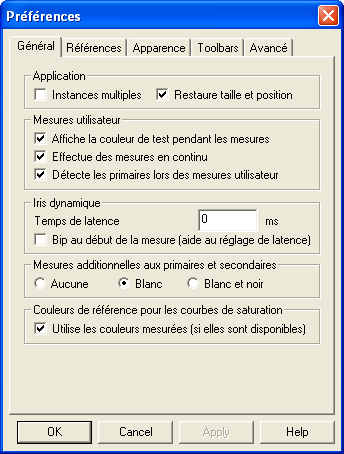 Préférences
Général Références Apparence Toolbars Avancé
Application
Instances multiples Restaure taille et position
Mesures utilisateur
Affiche la couleur de test pendant les mesures
Effectue des mesures en continu
Détecte les primaires lors des mesures utilisateur
Iris dynamique
Temps de latence 0 ms
Bip au début de la mesure (aide au réglage de latence)
Mesures additionnelles aux primaires et secondaires
Aucune Blanc Blanc et noir
Couleurs de référence pour les courbes de saturation
Utilise les couleurs mesurées (si elles sont disponibles)
OK Cancel Apply Help